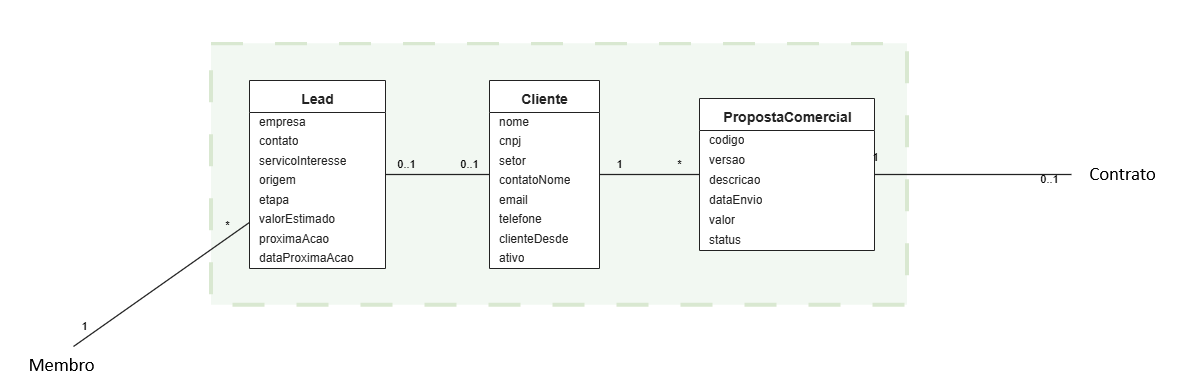 Lead
empresa
contato
servicoInteresse
origem
etapa
valorEstimado
proximaAcao
dataProximaAcao
0..1
0..1
Cliente
nome
cnpj
setor
contatoNome
email
telefone
clienteDesde
ativo
1
*
PropostaComercial
codigo
versao
descricao
dataEnvio
valor
status
1
0..1
Contrato
*
1
Membro